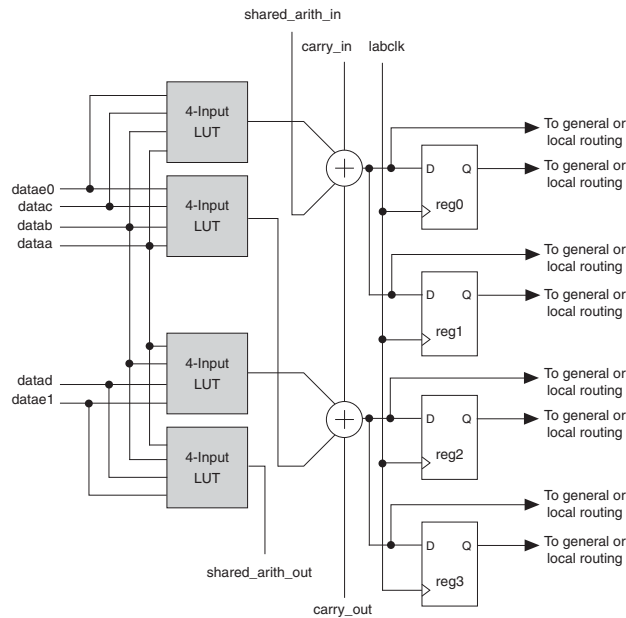 shared_arith_in
carry_in
labclk
4-Input
LUT
To general or
local routing
D Q
To general or
local routing
reg0
datae0
datac
datab
dataa
4-Input
LUT
To general or
local routing
D Q
To general or
local routing
reg1
4-Input
LUT
To general or
local routing
datad
datae1
D Q
To general or
local routing
reg2
4-Input
LUT
To general or
local routing
D Q
To general or
local routing
reg3
shared_arith_out
carry_out